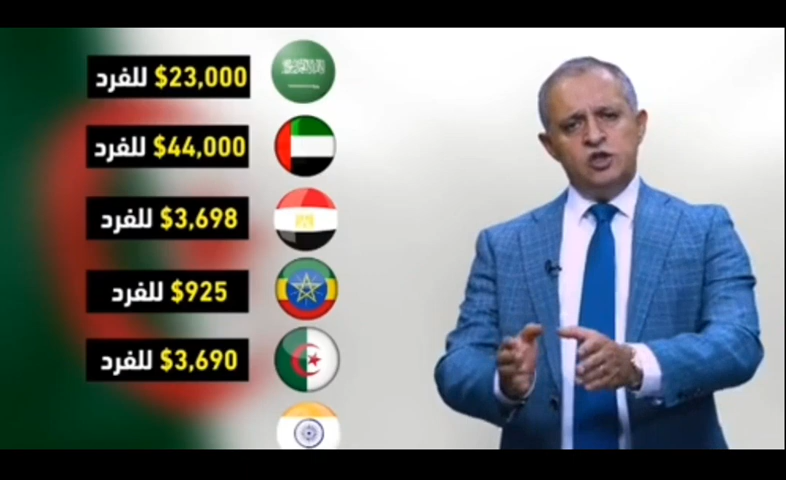 $23,000 للفرد
$44,000 للفرد
$3,698 للفرد
$925 للفرد
$3,690 للفرد